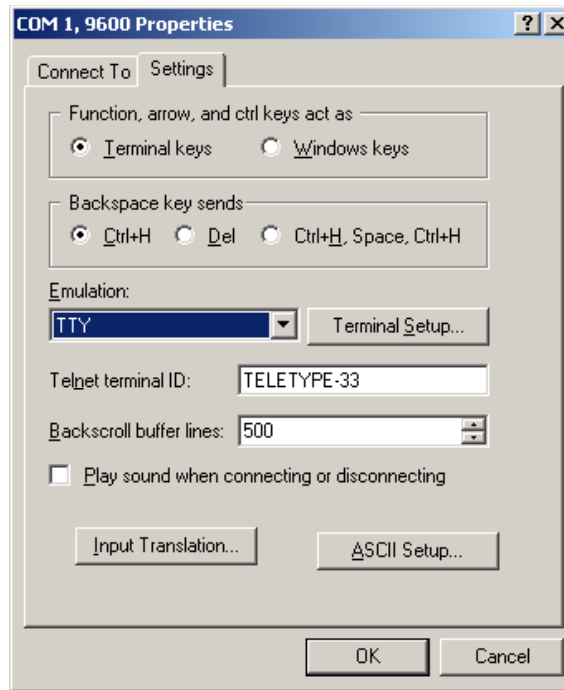 COM 1, 9600 Properties
Connect To Settings
Function, arrow, and ctrl keys act as
Terminal keys Windows keys
Backspace key sends
Ctrl+H Del Ctrl+H, Space, Ctrl+H
Emulation:
TTY Terminal Setup...
Telnet terminal ID: TELETYPE-33
Backscroll buffer lines: 500
Play sound when connecting or disconnecting
Input Translation... ASCII Setup...
OK Cancel